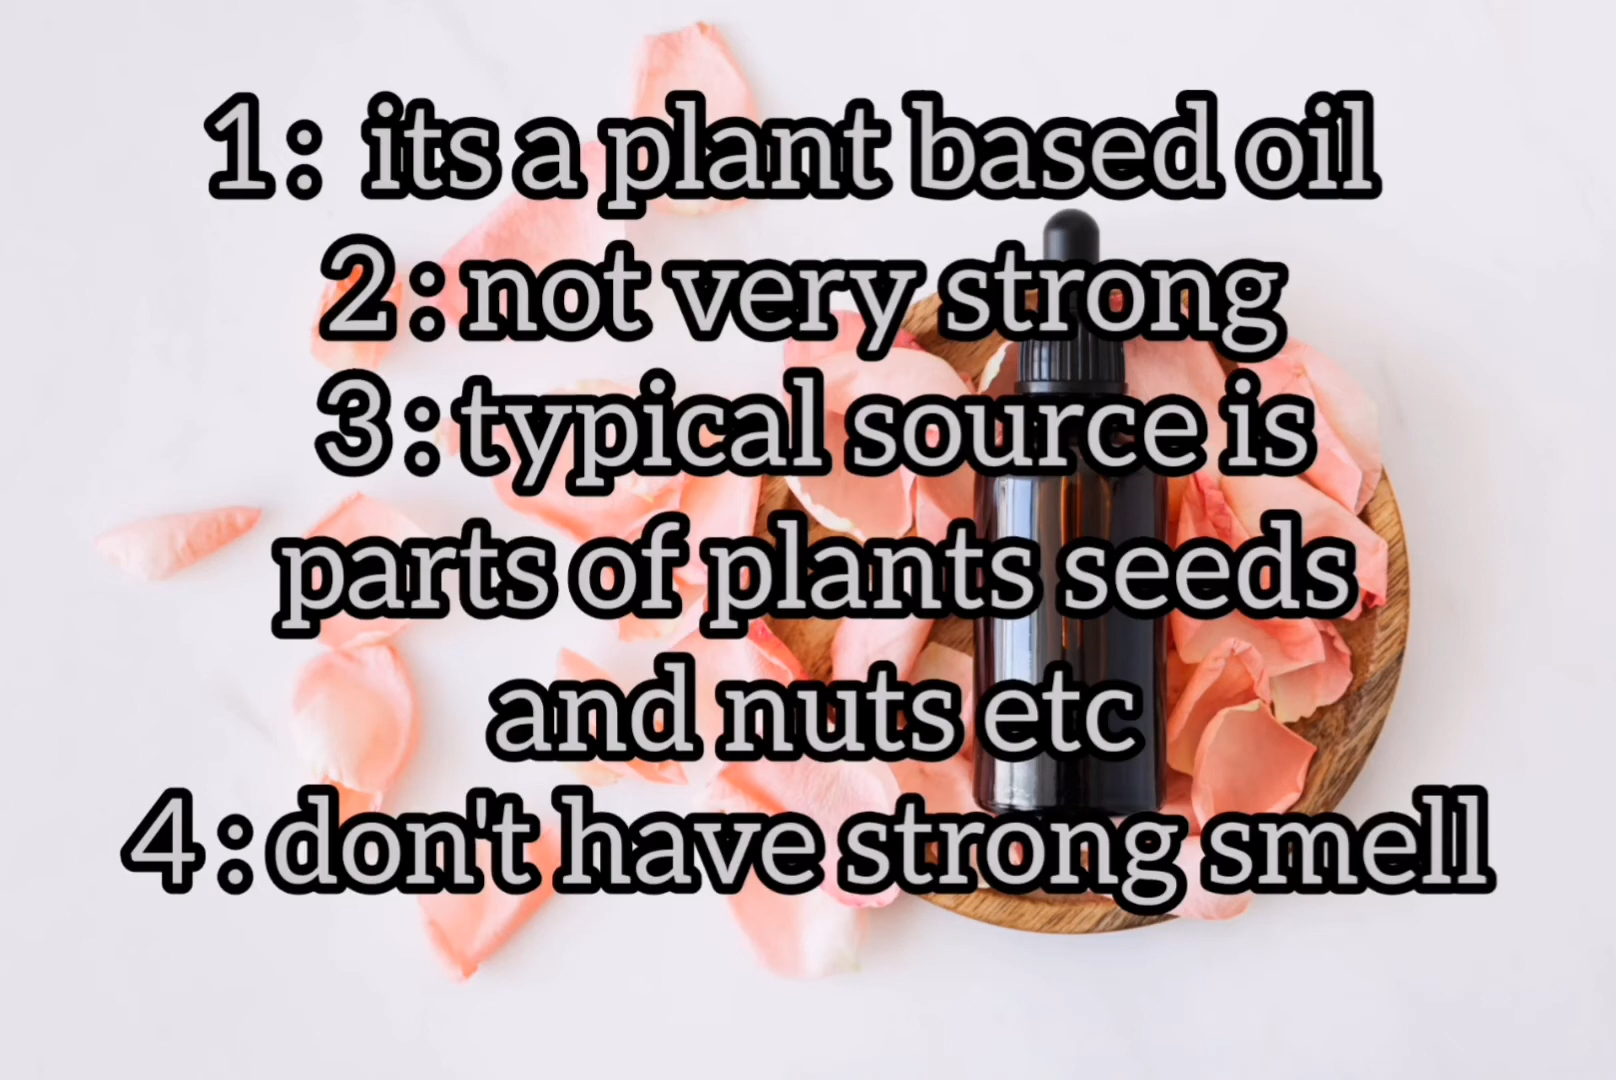 1: its a plant based oil
2:not very strong
3:typical source is
parts of plants seeds
and nuts etc
4:don't have strong smell